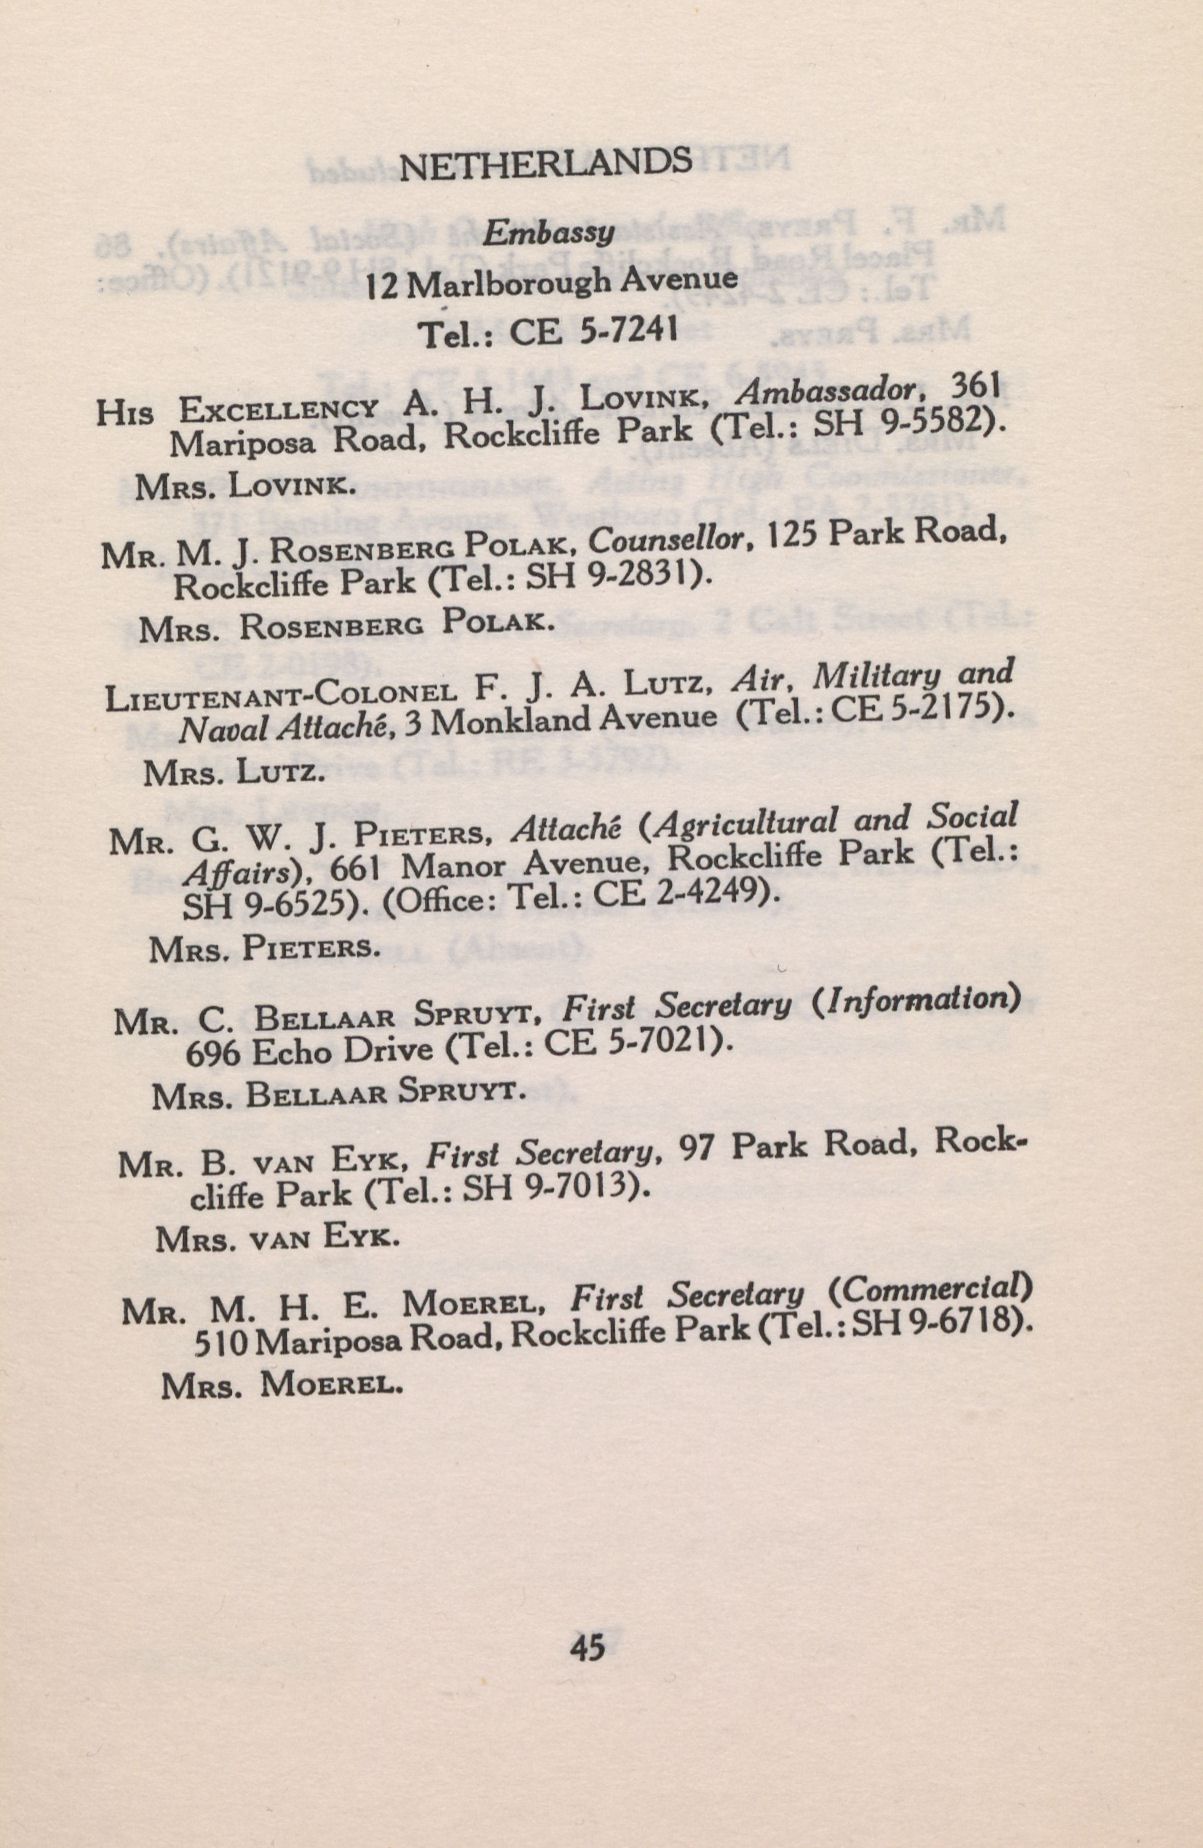 NETHERLANDS
Embassy
12 Marlborough Avenue
Tel.: CE 5-7241
HIS EXCELLENCY A. H. J. LOVINK, Ambassador, 361
Mariposa Road, Rockcliffe Park (Tel.: SH 9-5582).
MRS. LOVINK.
MR. M. J. ROSENBERG POLAK, Counsellor, 125 Park Road,
Rockcliffe Park (Tel.: SH 9-2831).
MRS. ROSENBERG POLAK.
LIEUTENANT-COLONEL F. J. A. LUTZ, Air, Military and
Naval Attaché, 3 Monkland Avenue (Tel.: CE 5-2175).
MRS. LUTZ.
MR. G. W. J. PIETERS, Attaché (Agricultural and Social
Affairs), 661 Manor Avenue, Rockcliffe Park (Tel.:
SH 9-6525). (Office: Tel.: CE 2-4249).
MRS. PIETERS.
MR. C. BELLAAR SPRUYT, First Secretary (Information)
696 Echo Drive (Tel.: CE 5-7021).
MRS. BELLAAR SPRUYT.
MR. B. VAN EYK, First Secretary, 97 Park Road, Rock-
cliffe Park (Tel.: SH 9-7013).
MRS. VAN EYK.
MR. M. H. E. MOEREL, First Secretary (Commercial)
510 Mariposa Road, Rockcliffe Park (Tel.: SH 9-6718).
MRS. MOEREL.
45